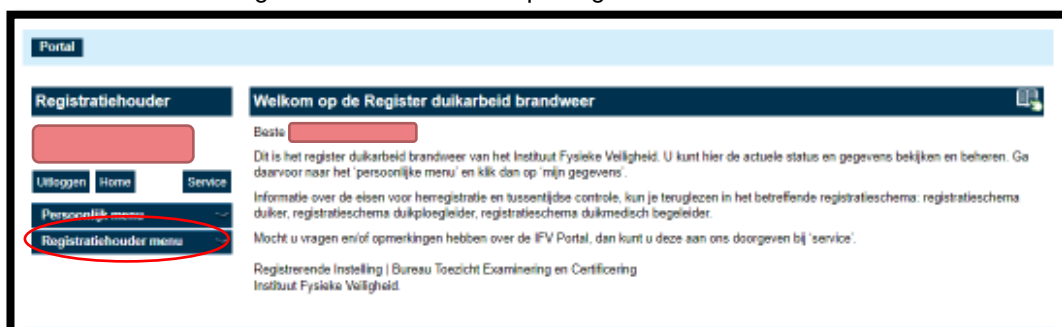 Portal
Registratiehouder
Uitloggen Home Service
Persoonlijk menu
Registratiehouder menu
Welkom op de Register duikarbeid brandweer
Beste
Dit is het register duikarbeid brandweer van het Instituut Fysieke Veiligheid. U kunt hier de actuele status en gegevens bekijken en beheren. Ga
daarvoor naar het 'persoonlijke menu' en klik dan op 'mijn gegevens'.
Informatie over de eisen voor herregistratie en tussentijdse controle, kun je teruglezen in het betreffende registratieschema: registratieschema
duiker, registratieschema duikploegleider, registratieschema duikmedisch begeleider.
Mocht u vragen en/of opmerkingen hebben over de IFV Portal, dan kunt u deze aan ons doorgeven bij 'service'.
Registrerende Instelling | Bureau Toezicht Examinering en Certificering
Instituut Fysieke Veiligheid.